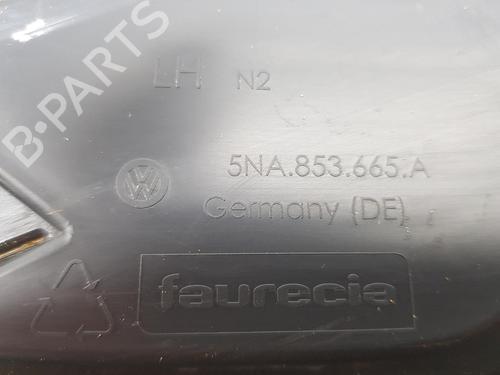 B-PARTS
LH N2
5NA.853.665.A
Germany (DE)
faurecia